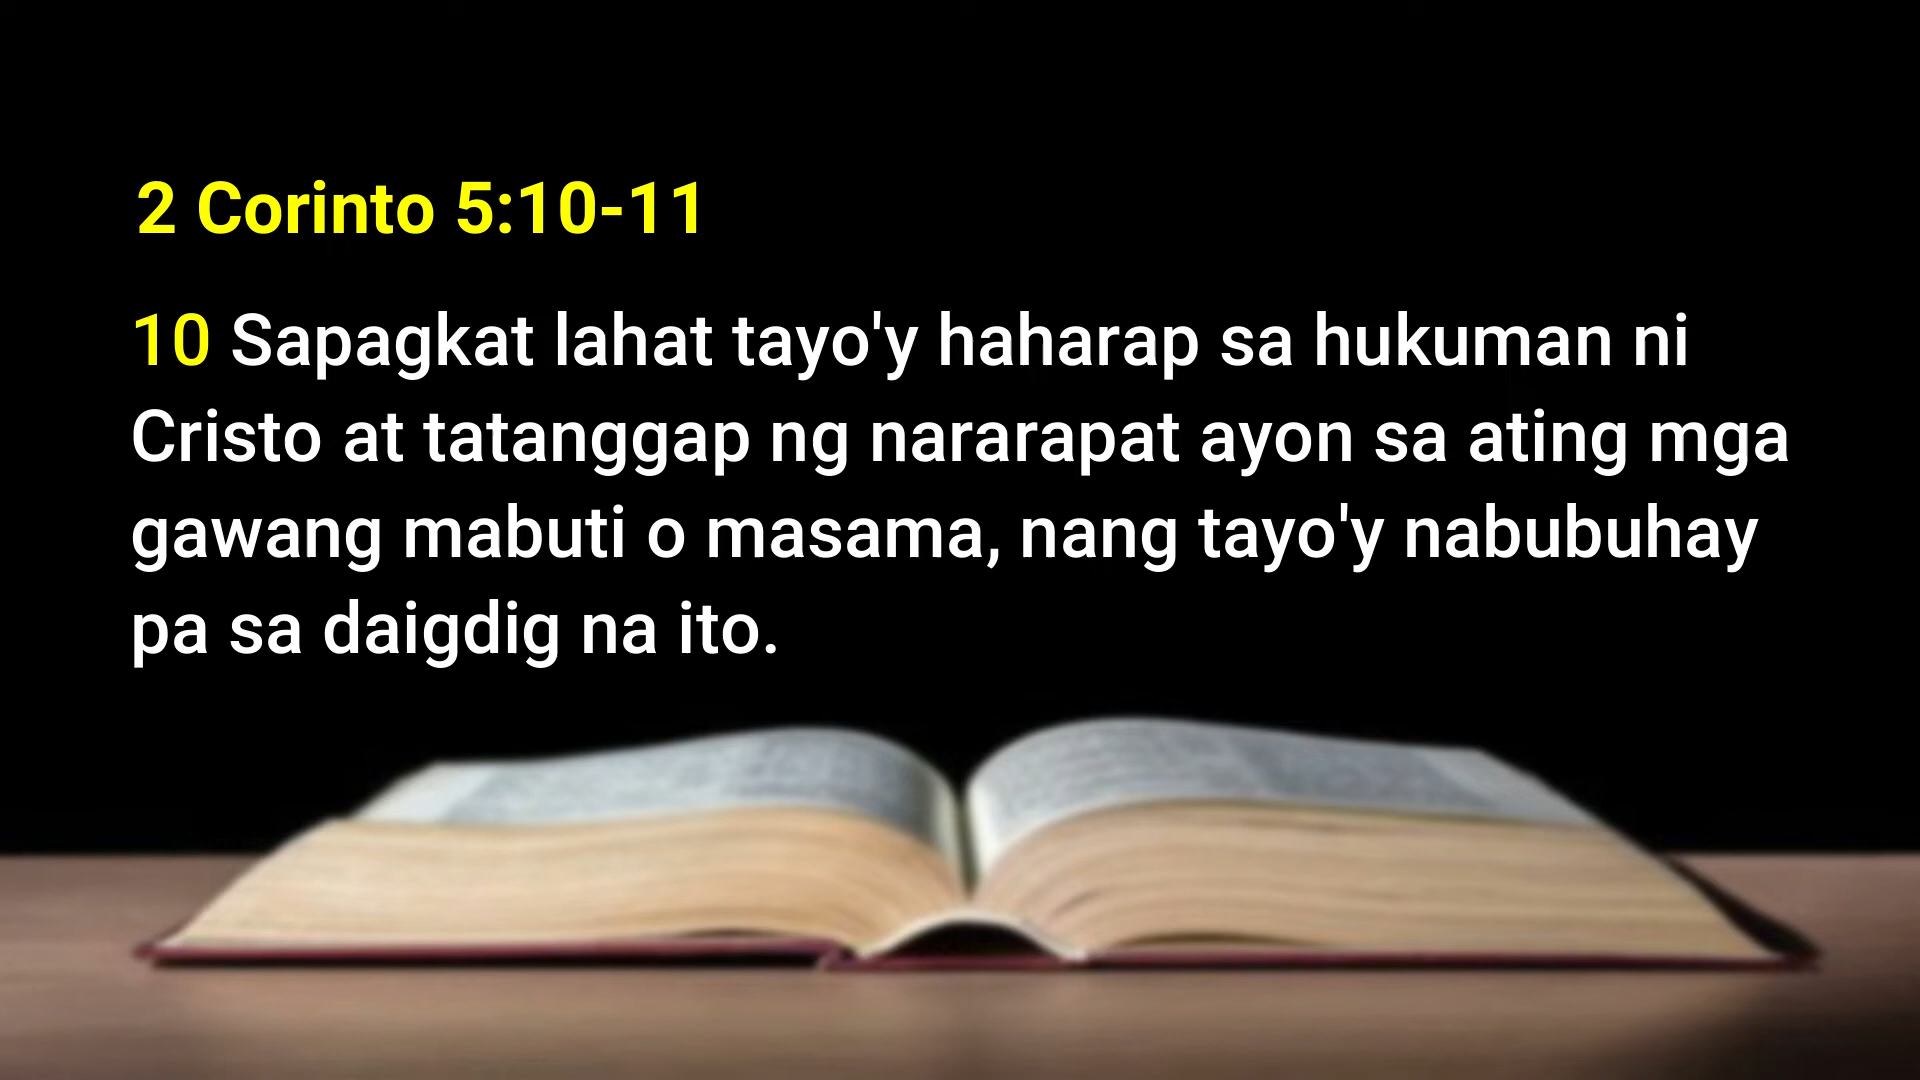 2 Corinto 5:10-11
10 Sapagkat lahat tayo'y haharap sa hukuman ni
Cristo at tatanggap ng nararapat ayon sa ating mga
gawang mabuti o masama, nang tayo'y nabubuhay
pa sa daigdig na ito.